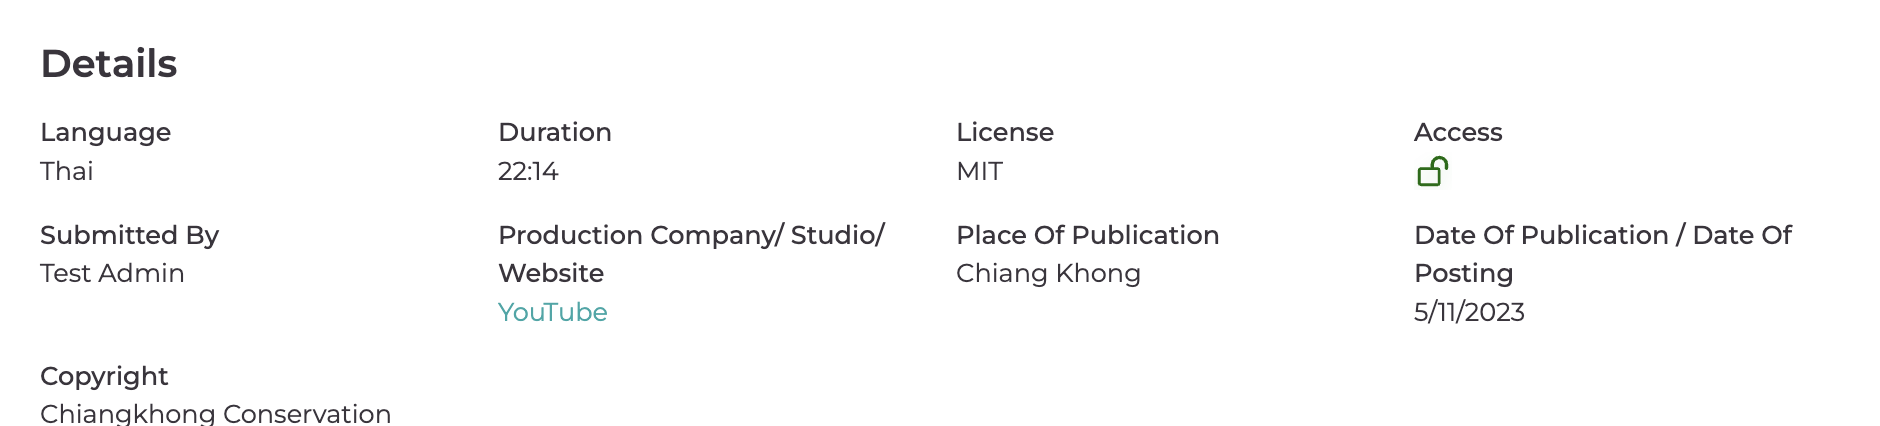 Details
Language
Thai
Duration
22:14
License
MIT
Access
Submitted By
Test Admin
Production Company/ Studio/
Website
YouTube
Place Of Publication
Chiang Khong
Date Of Publication / Date Of
Posting
5/11/2023
Copyright
Chiangkhong Conservation